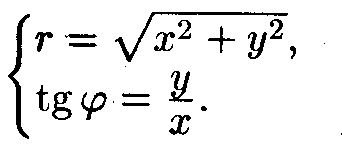 r = √(x² + y²),
tg φ = y/x.